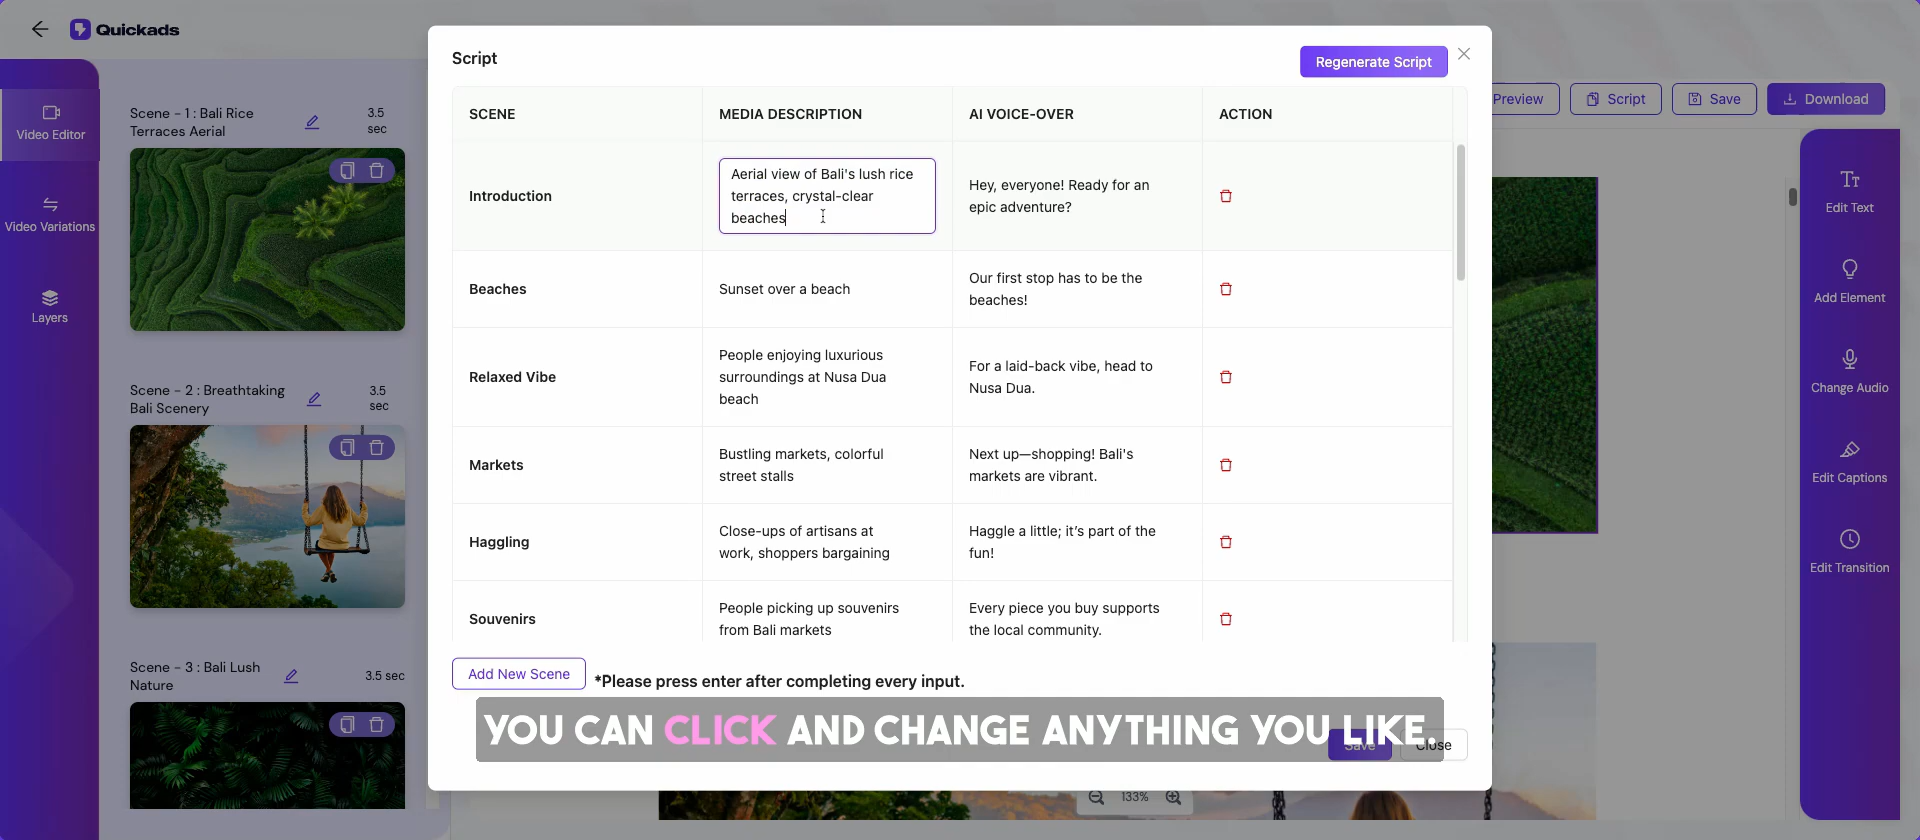 Quickads
Video Editor
Video Variations
Layers
Scene - 1 : Bali Rice
Terraces Aerial
3.5
sec
Scene - 2 : Breathtaking
Bali Scenery
3.5
sec
Scene - 3 : Bali Lush
Nature
3.5 sec
Script
Regenerate Script
SCENE
MEDIA DESCRIPTION
AI VOICE-OVER
ACTION
Introduction
Aerial view of Bali's lush rice
terraces, crystal-clear
beaches
Hey, everyone! Ready for an
epic adventure?
Beaches
Sunset over a beach
Our first stop has to be the
beaches!
Relaxed Vibe
People enjoying luxurious
surroundings at Nusa Dua
beach
For a laid-back vibe, head to
Nusa Dua.
Markets
Bustling markets, colorful
street stalls
Next up—shopping! Bali's
markets are vibrant.
Haggling
Close-ups of artisans at
work, shoppers bargaining
Haggle a little; it's part of the
fun!
Souvenirs
People picking up souvenirs
from Bali markets
Every piece you buy supports
the local community.
Add New Scene
*Please press enter after completing every input.
YOU CAN CLICK AND CHANGE ANYTHING YOU LIKE.
Save
Close
133%
Preview
Script
Save
Download
Edit Text
Add Element
Change Audio
Edit Captions
Edit Transition